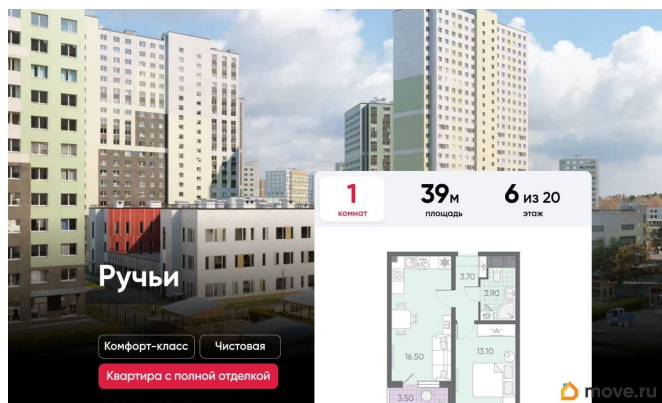 1
комнат
39м
площадь
6 из 20
этаж
Ручьи
3.70
3.90
16.50
13.10
3.50
Комфорт-класс
Чистовая
Квартира с полной отделкой
move.ru